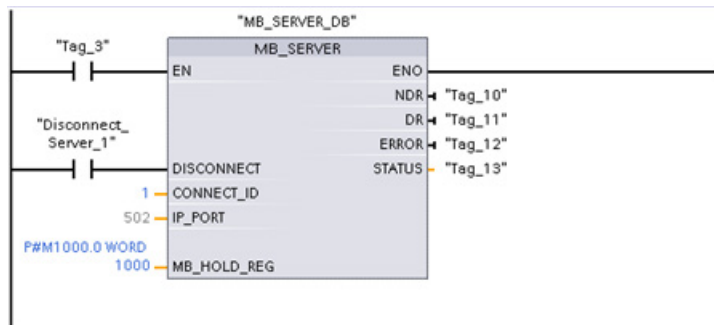 "MB_SERVER_DB"
"Tag_3"
MB_SERVER
EN
ENO
NDR
"Tag_10"
DR
"Tag_11"
"Disconnect_
Server_1"
ERROR
"Tag_12"
DISCONNECT
STATUS
"Tag_13"
1
CONNECT_ID
502
IP_PORT
P#M1000.0 WORD
1000
MB_HOLD_REG